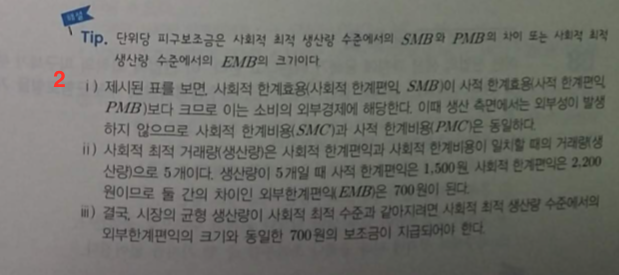 해설
Tip. 단위당 피구보조금은 사회적 최적 생산량 수준에서의 SMB와 PMB의 차이 또는 사회적 최적
생산량 수준에서의 EMB의 크기이다.
2
ⅰ) 제시된 표를 보면, 사회적 한계효용(사회적 한계편익, SMB)이 사적 한계효용(사적 한계편익,
PMB)보다 크므로 이는 소비의 외부경제에 해당한다. 이때 생산 측면에서는 외부성이 발생
하지 않으므로 사회적 한계비용(SMC)과 사적 한계비용(PMC)은 동일하다.
ⅱ) 사회적 최적 거래량(생산량)은 사회적 한계편익과 사회적 한계비용이 일치할 때의 거래량(생
산량)으로 5개이다. 생산량이 5개일 때 사적 한계편익은 1,500원, 사회적 한계편익은 2,200
원이므로 둘 간의 차이인 외부한계편익(EMB)은 700원이 된다.
ⅲ) 결국, 시장의 균형 생산량이 사회적 최적 수준과 같아지려면 사회적 최적 생산량 수준에서의
외부한계편익의 크기와 동일한 700원의 보조금이 지급되어야 한다.